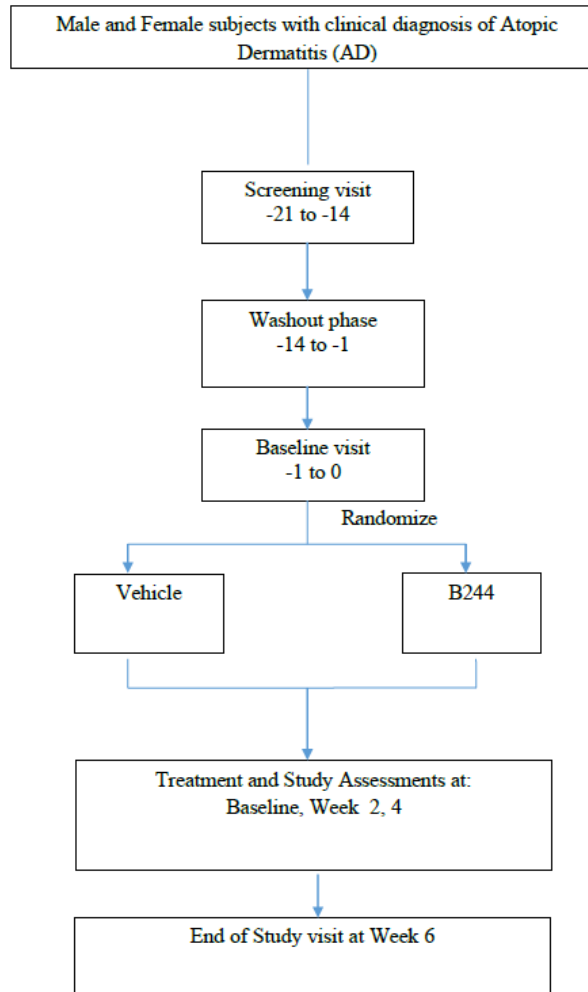 Male and Female subjects with clinical diagnosis of Atopic
Dermatitis (AD)
Screening visit
-21 to -14
Washout phase
-14 to -1
Baseline visit
-1 to 0
Randomize
Vehicle
B244
Treatment and Study Assessments at:
Baseline, Week 2, 4
End of Study visit at Week 6